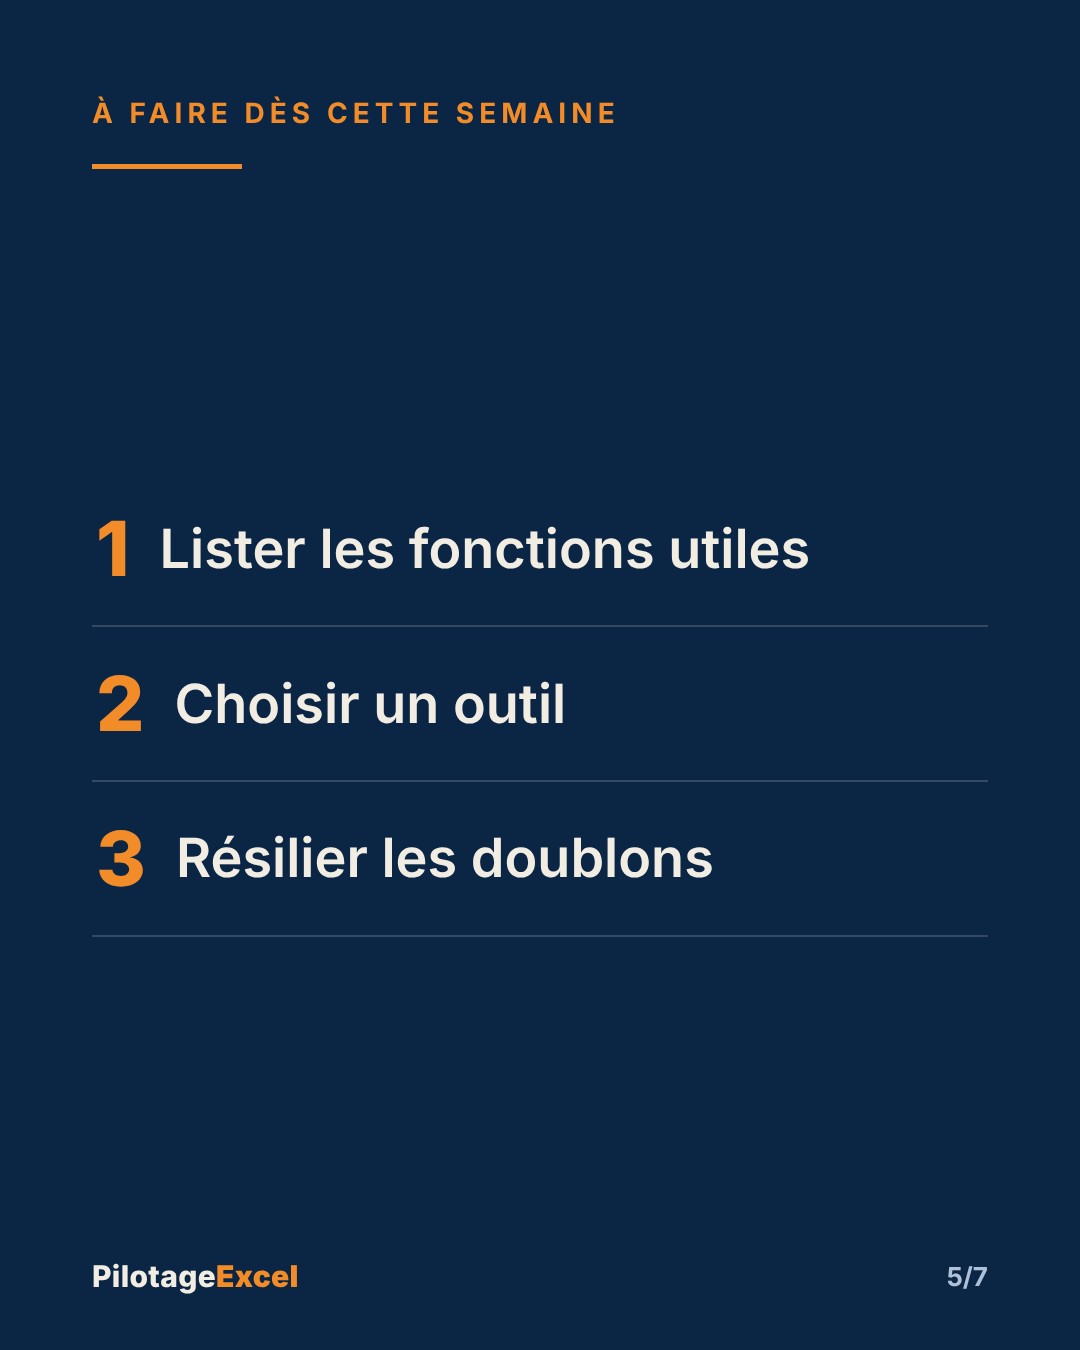 À FAIRE DÈS CETTE SEMAINE
1 Lister les fonctions utiles
2 Choisir un outil
3 Résilier les doublons
PilotageExcel
5/7